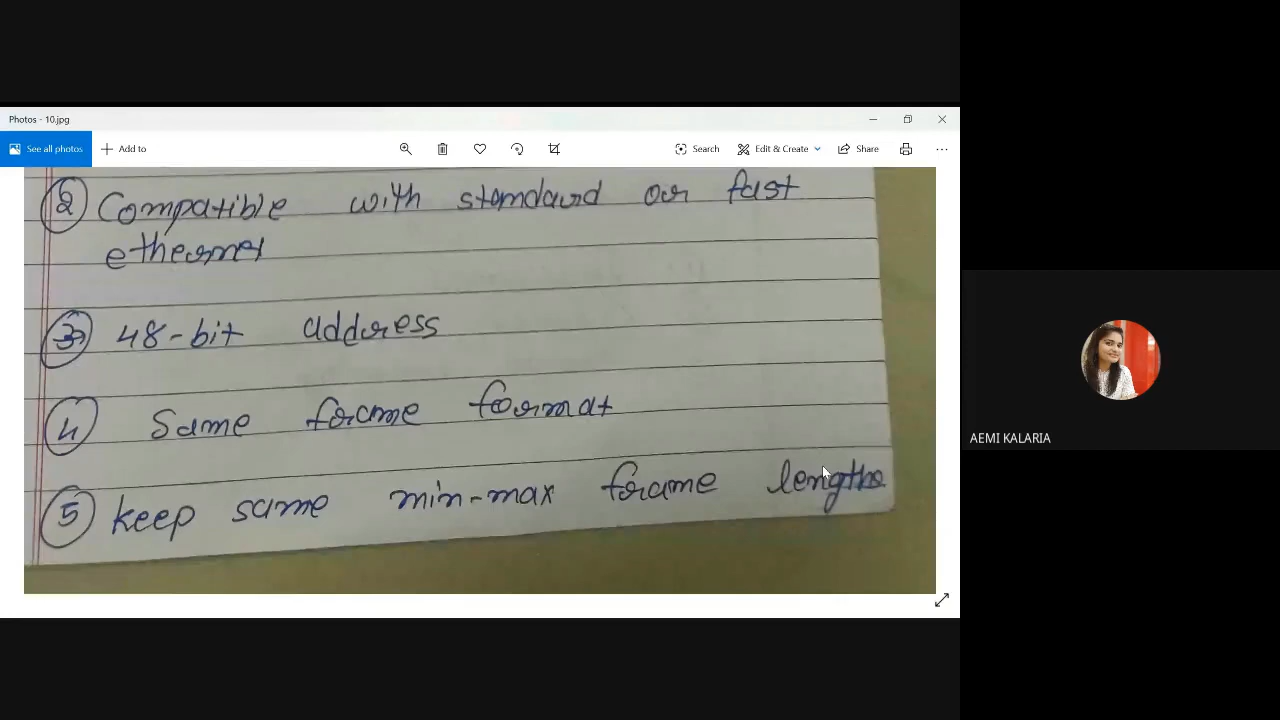 Photos - 10.jpg
See all photos
Add to
Search
Edit & Create
Share
② Compatible with standard or fast
ethernet
③ 48-bit address
④ Same frame format
⑤ keep same min-max frame lengths
AEMI KALARIA